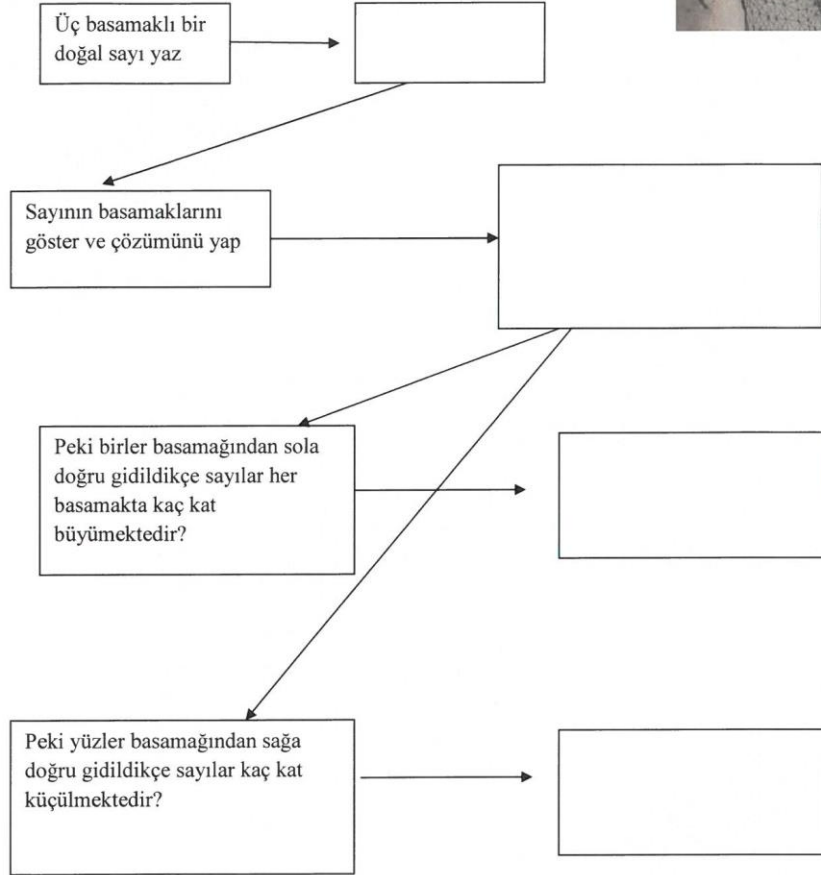 Üç basamaklı bir
doğal sayı yaz
Sayının basamaklarını
göster ve çözümünü yap
Peki birler basamağından sola
doğru gidildikçe sayılar her
basamakta kaç kat
büyümektedir?
Peki yüzler basamağından sağa
doğru gidildikçe sayılar kaç kat
küçülmektedir?